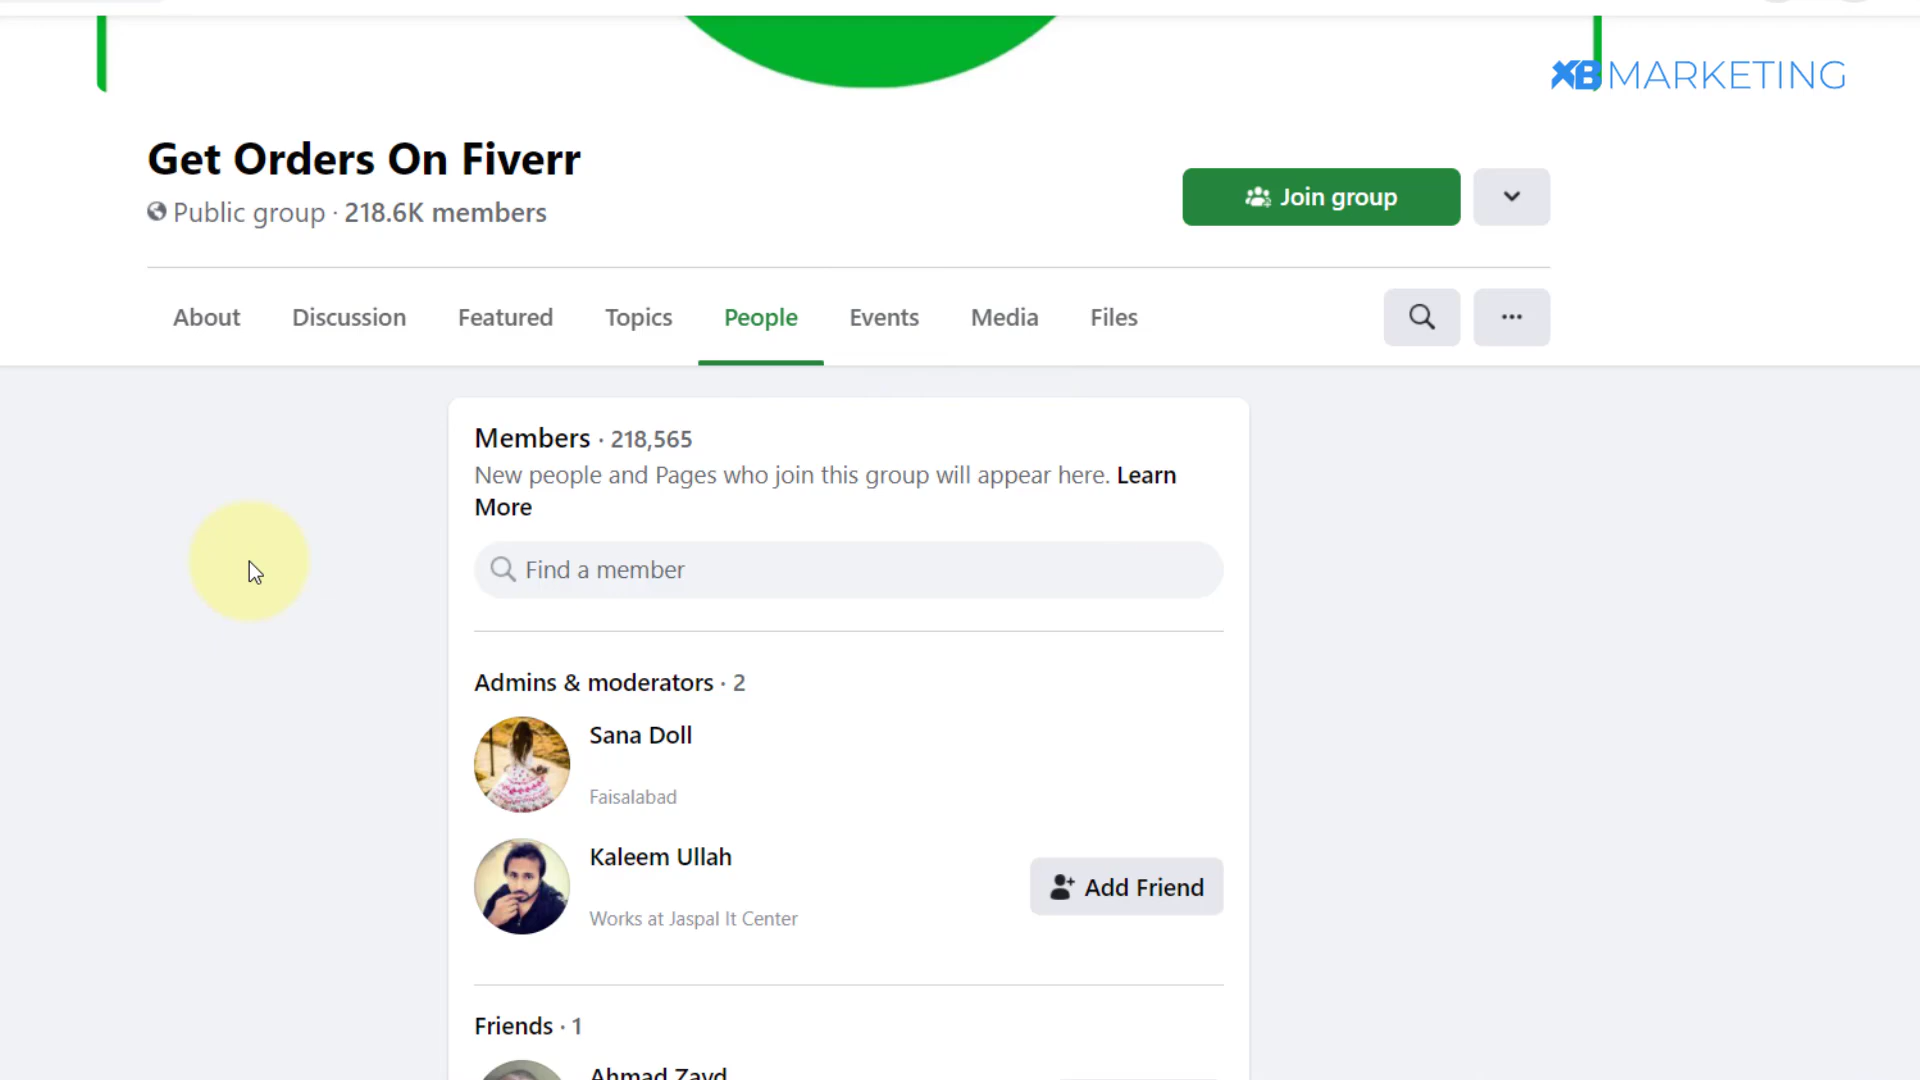 XB MARKETING
Get Orders On Fiverr
Public group · 218.6K members
Join group
About Discussion Featured Topics People Events Media Files
Members · 218,565
New people and Pages who join this group will appear here. Learn
More
Find a member
Admins & moderators · 2
Sana Doll
Faisalabad
Kaleem Ullah
Add Friend
Works at Jaspal It Center
Friends · 1
Ahmad Zayd